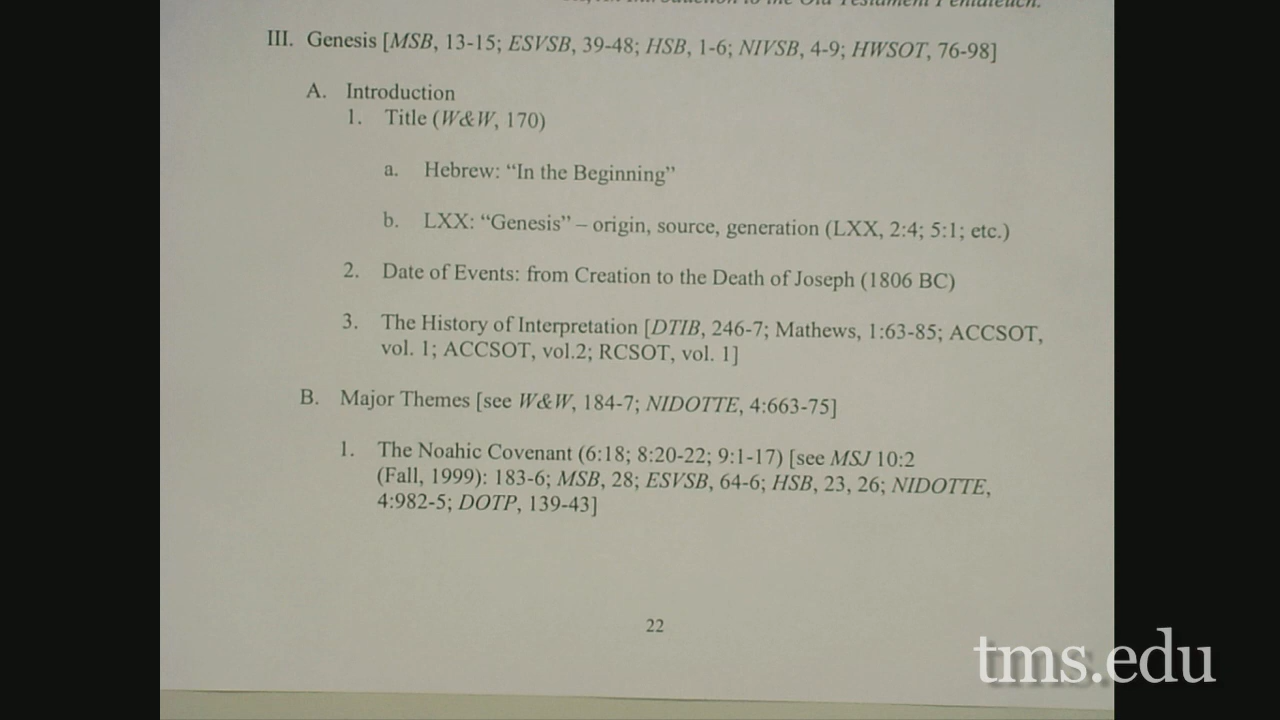 Introduction to the Old Testament Pentateuch.
III. Genesis [MSB, 13-15; ESVSB, 39-48; HSB, 1-6; NIVSB, 4-9; HWSOT, 76-98]
A. Introduction
1. Title (W&W, 170)
a. Hebrew: “In the Beginning”
b. LXX: “Genesis” – origin, source, generation (LXX, 2:4; 5:1; etc.)
2. Date of Events: from Creation to the Death of Joseph (1806 BC)
3. The History of Interpretation [DTIB, 246-7; Mathews, 1:63-85; ACCSOT,
vol. 1; ACCSOT, vol.2; RCSOT, vol. 1]
B. Major Themes [see W&W, 184-7; NIDOTTE, 4:663-75]
1. The Noahic Covenant (6:18; 8:20-22; 9:1-17) [see MSJ 10:2
(Fall, 1999): 183-6; MSB, 28; ESVSB, 64-6; HSB, 23, 26; NIDOTTE,
4:982-5; DOTP, 139-43]
22
tms.edu